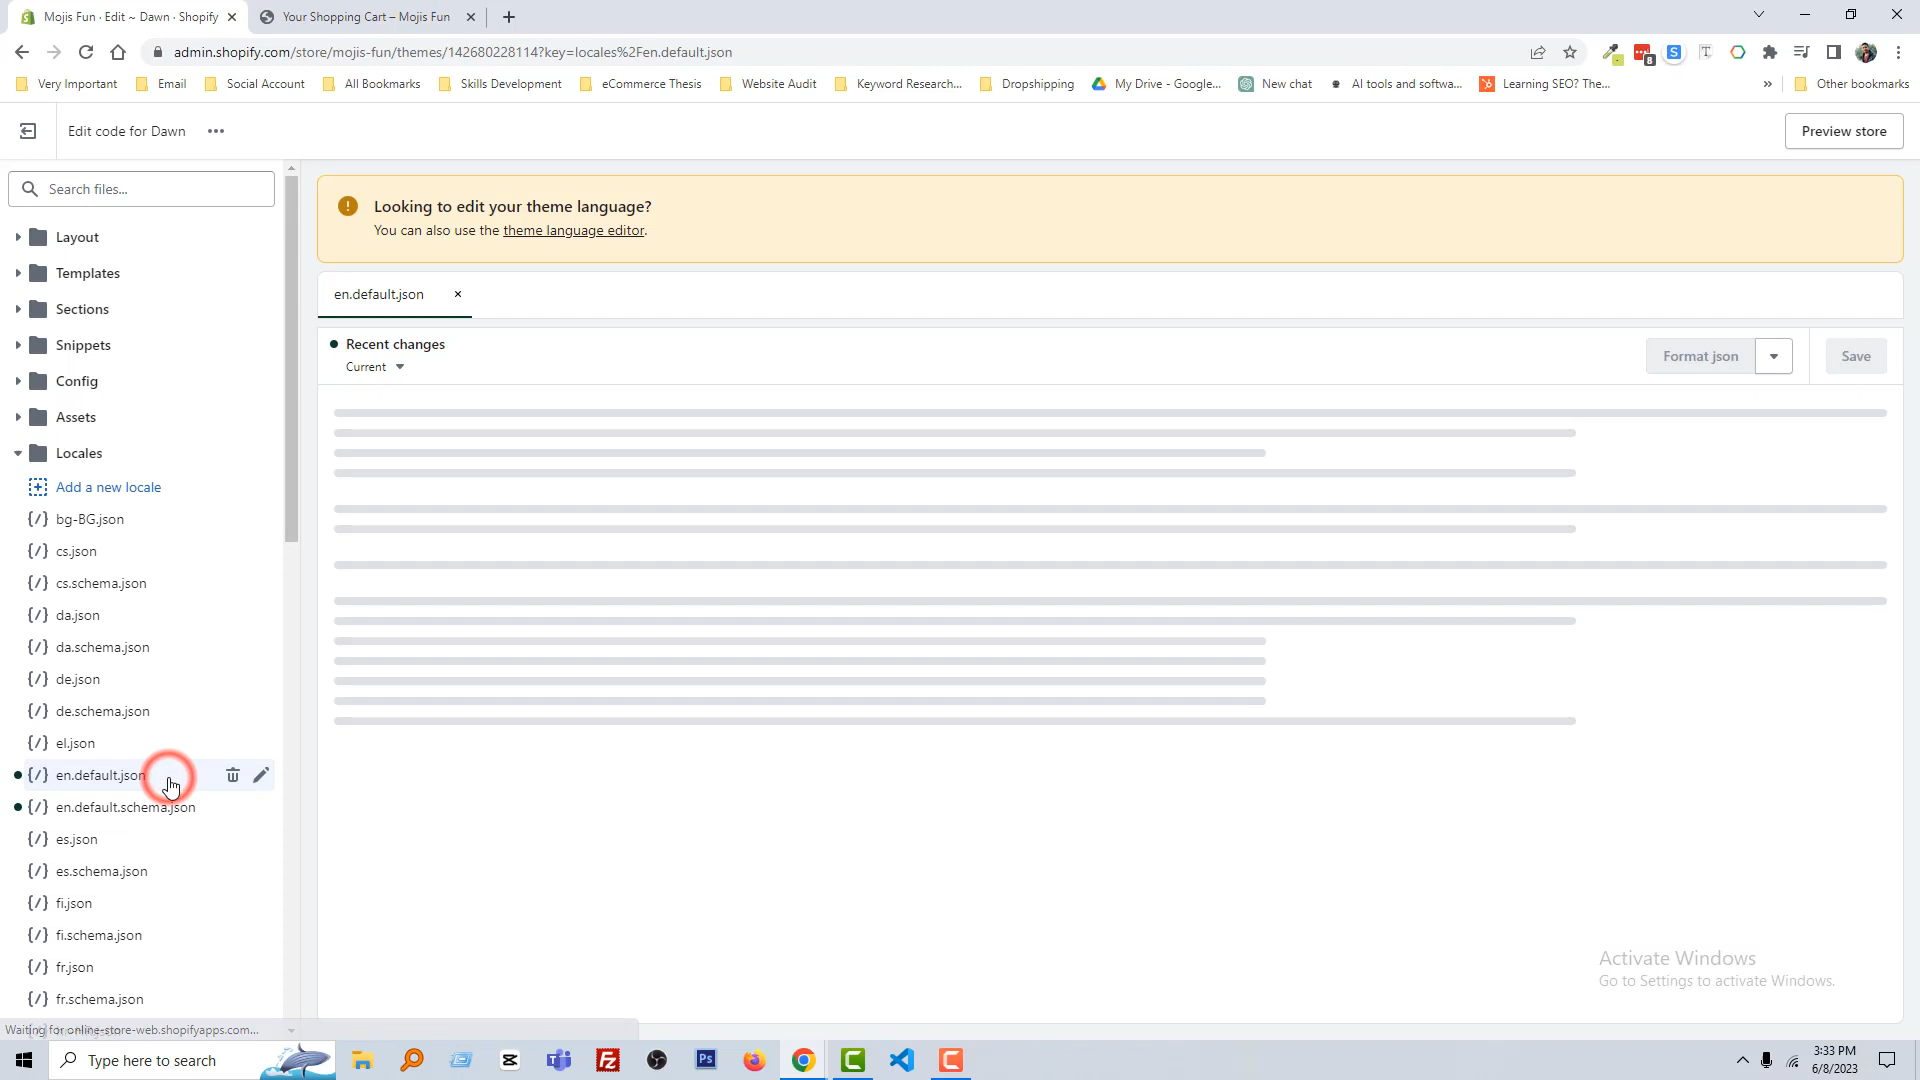 Mojis Fun · Edit ~ Dawn · Shopify
Your Shopping Cart – Mojis Fun
admin.shopify.com/store/mojis-fun/themes/142680228114?key=locales%2Fen.default.json
8
Very Important
Email
Social Account
All Bookmarks
Skills Development
eCommerce Thesis
Website Audit
Keyword Research...
Dropshipping
My Drive - Google...
New chat
AI tools and softwa...
Learning SEO? The...
»
Other bookmarks
Edit code for Dawn
Preview store
Search files...
Looking to edit your theme language?
You can also use the theme language editor.
Layout
Templates
Sections
Snippets
Config
Assets
Locales
Add a new locale
{/} bg-BG.json
{/} cs.json
{/} cs.schema.json
{/} da.json
{/} da.schema.json
{/} de.json
{/} de.schema.json
{/} el.json
{/} en.default.json
{/} en.default.schema.json
{/} es.json
{/} es.schema.json
{/} fi.json
{/} fi.schema.json
{/} fr.json
{/} fr.schema.json
en.default.json
Recent changes
Current
Format json
Save
Activate Windows
Go to Settings to activate Windows.
Waiting for online-store-web.shopifyapps.com...
Type here to search
Ps
3:33 PM
6/8/2023